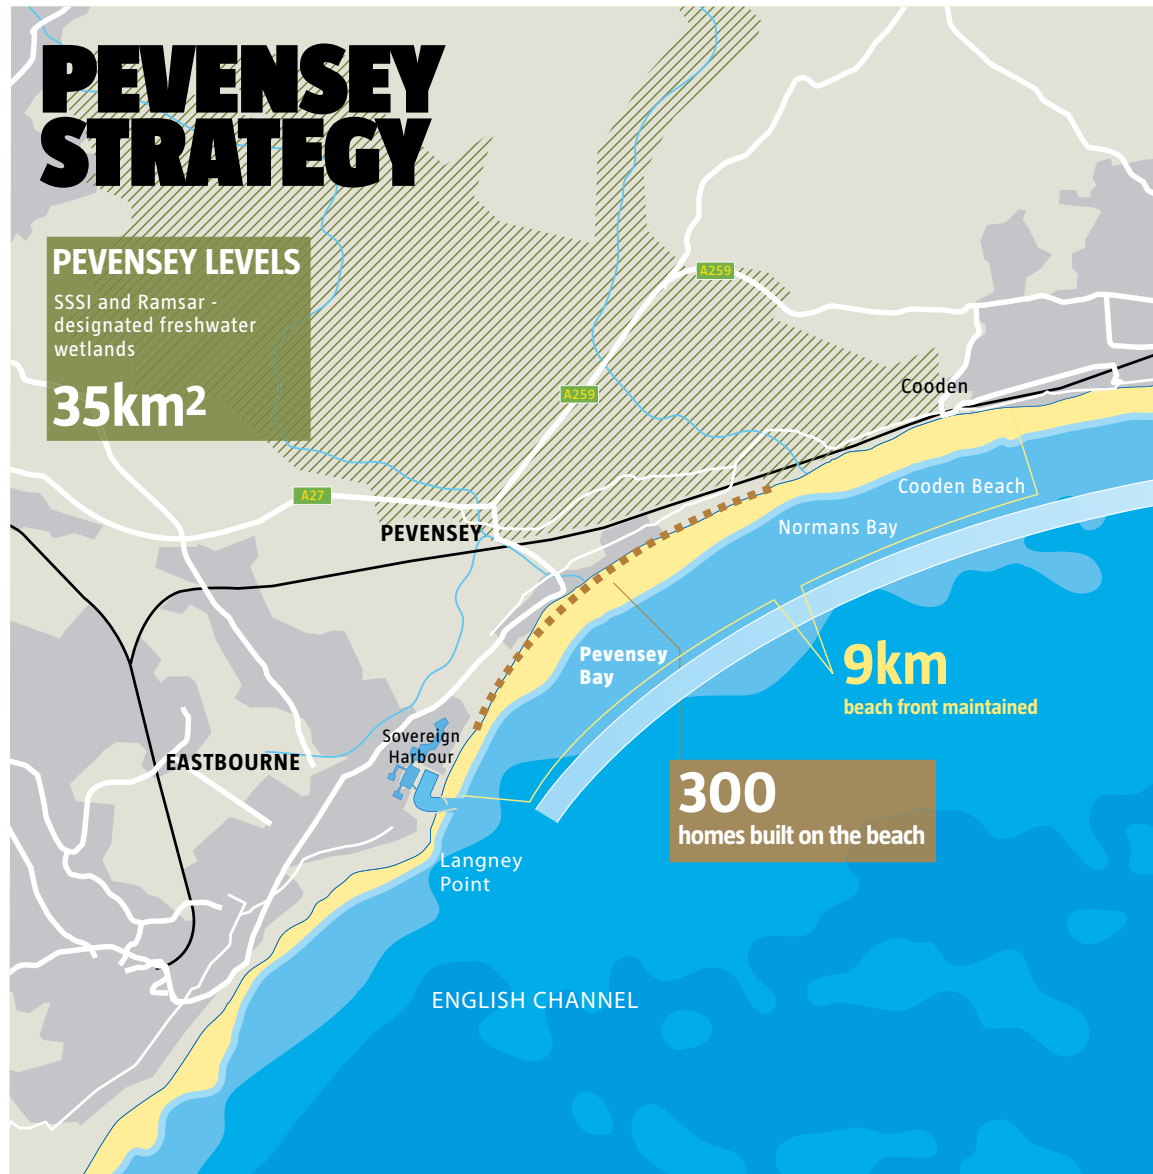 PEVENSEY
STRATEGY
PEVENSEY LEVELS
SSSI and Ramsar -
designated freshwater
wetlands
35km²
A259
A259
A27
PEVENSEY
Cooden
Cooden Beach
Normans Bay
Pevensey
Bay
9km
beach front maintained
Sovereign
Harbour
EASTBOURNE
300
homes built on the beach
Langney
Point
ENGLISH CHANNEL